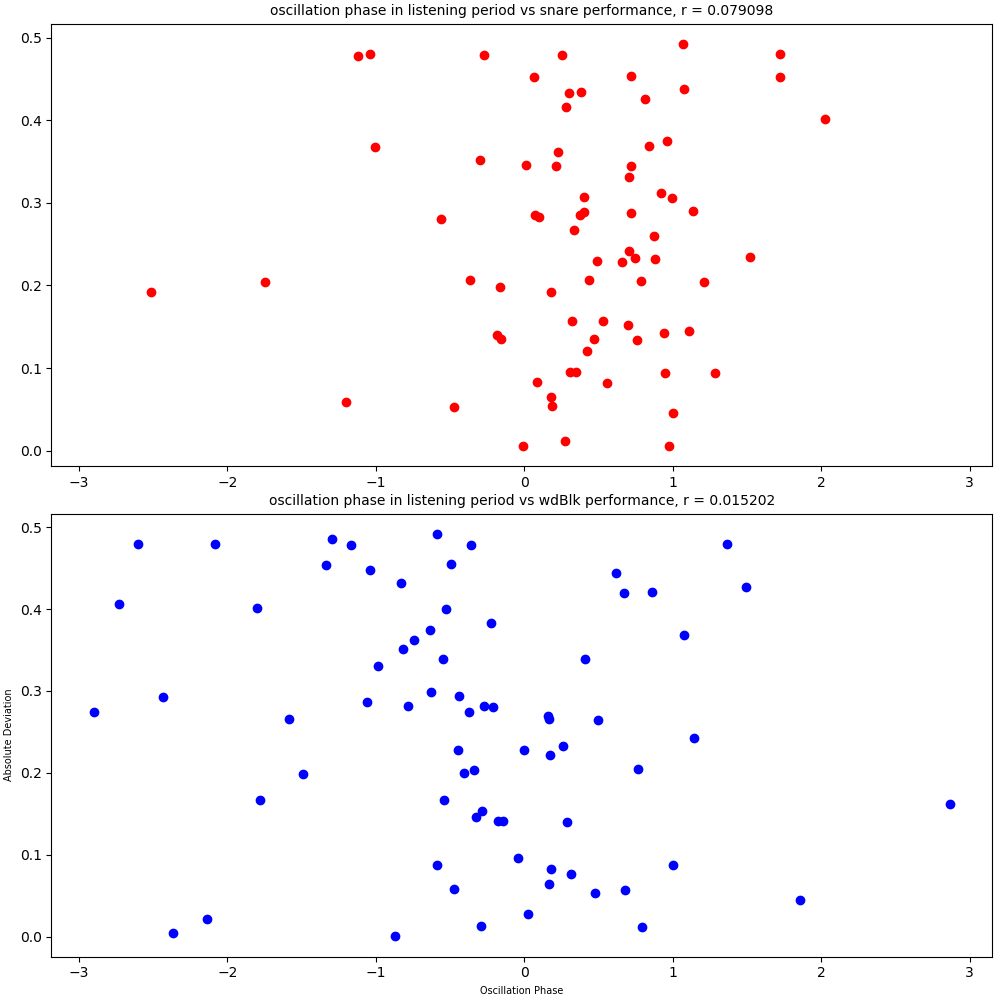 oscillation phase in listening period vs snare performance, r = 0.079098
0.5
0.4
0.3
0.2
0.1
0.0
−3 −2 −1 0 1 2 3
oscillation phase in listening period vs wdBlk performance, r = 0.015202
0.5
0.4
0.3
0.2
0.1
0.0
Absolute Deviation
−3 −2 −1 0 1 2 3
Oscillation Phase